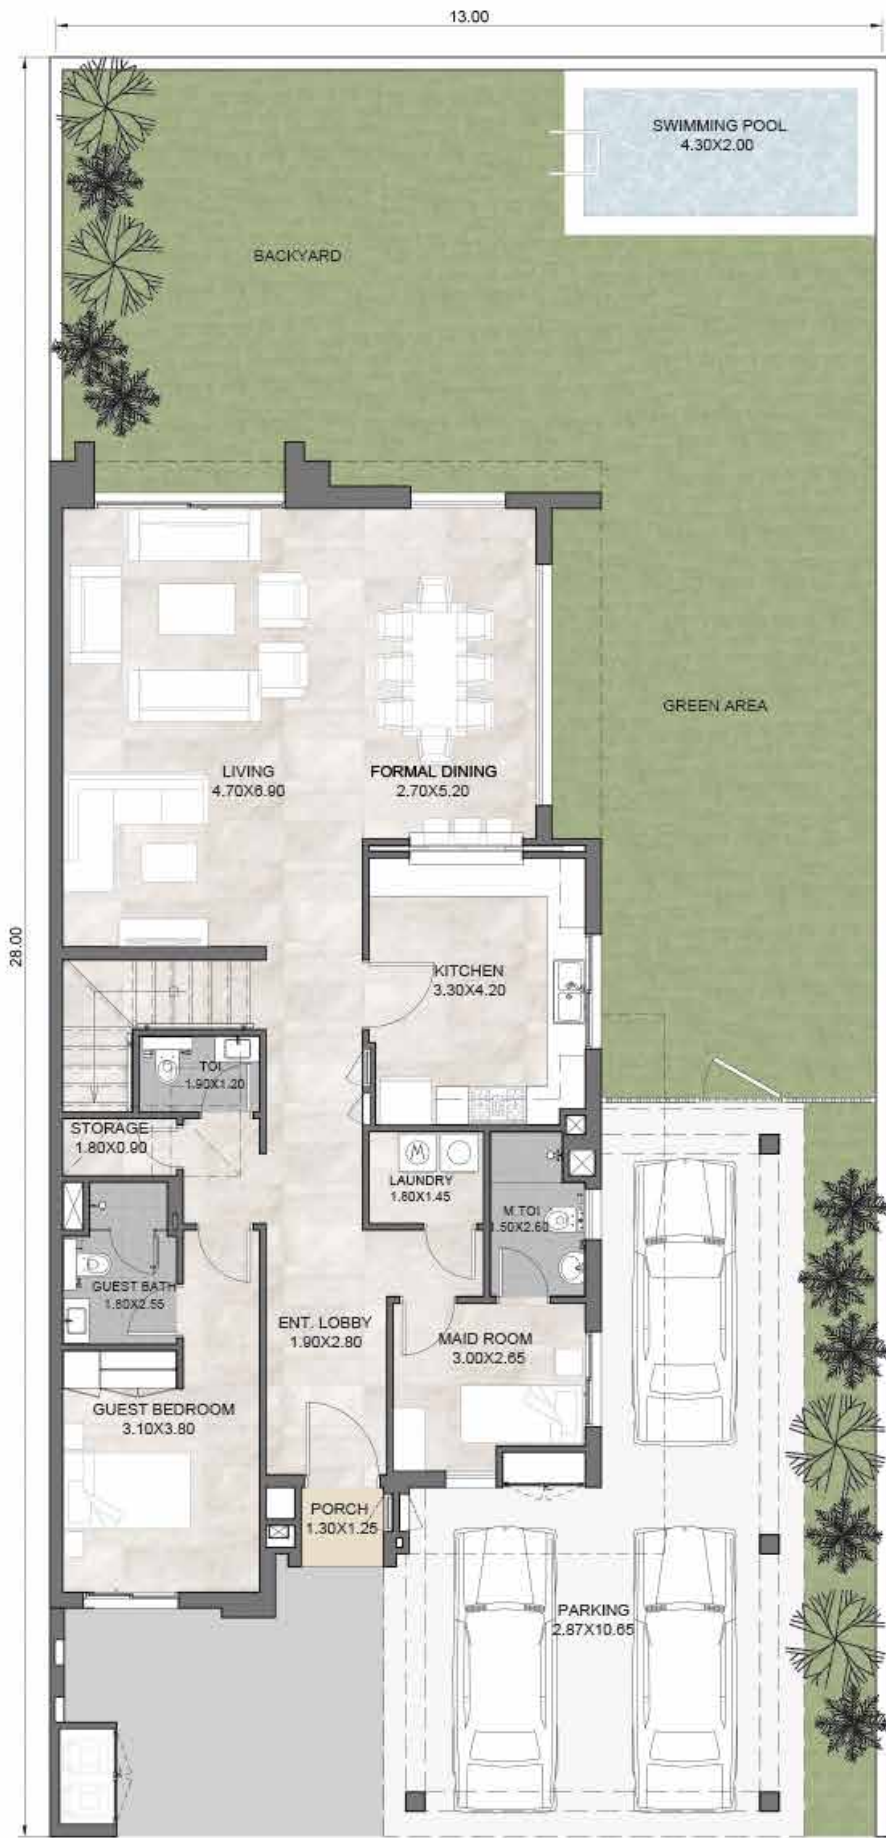 13.00
SWIMMING POOL
4.30X2.00
BACKYARD
GREEN AREA
LIVING
4.70X6.90
FORMAL DINING
2.70X5.20
28.00
KITCHEN
3.30X4.20
TOI.
1.90X1.20
STORAGE
1.80X0.90
LAUNDRY
1.80X1.45
M.TOI.
1.50X2.60
GUEST BATH
1.80X2.55
ENT. LOBBY
1.90X2.80
MAID ROOM
3.00X2.65
GUEST BEDROOM
3.10X3.80
PORCH
1.30X1.25
PARKING
2.87X10.65
M